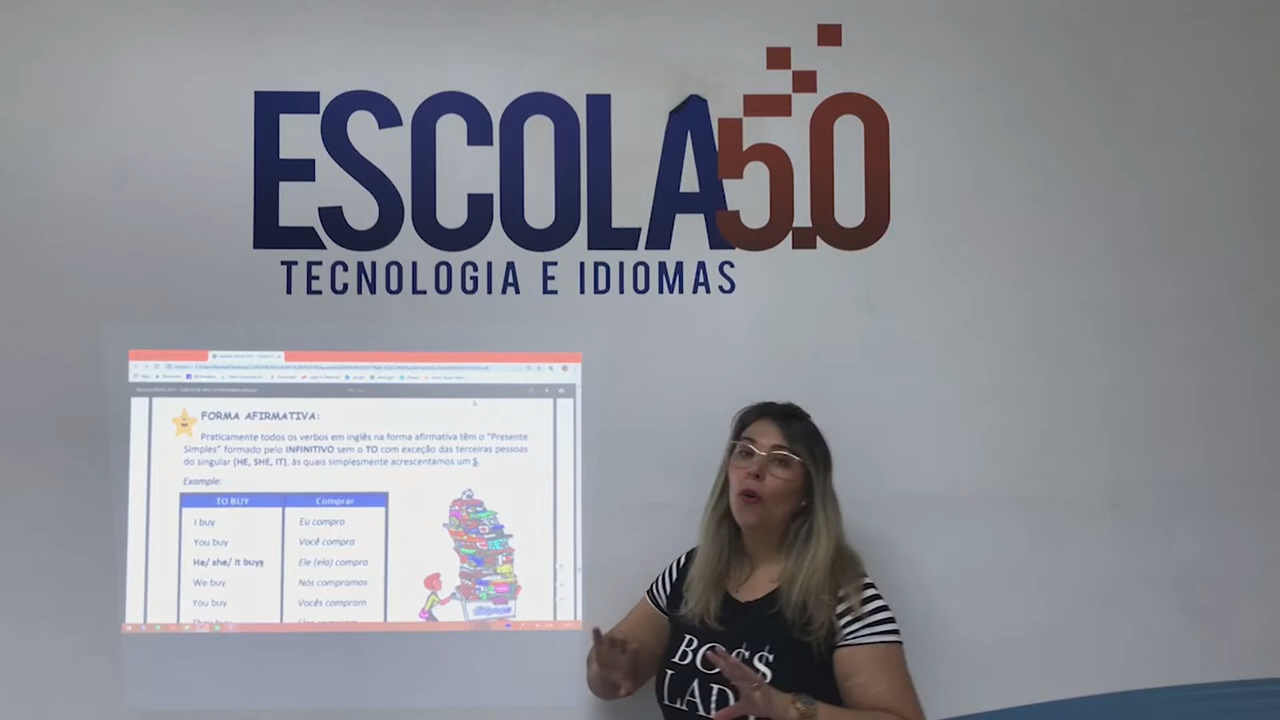 ESCOLA 5.0
TECNOLOGIA E IDIOMAS
FORMA AFIRMATIVA:
Praticamente todos os verbos em inglês na forma afirmativa têm o "Presente
Simples" formado pelo INFINITIVO sem o TO com exceção das terceiras pessoas
do singular (HE, SHE, IT), às quais simplesmente acrescentamos um S.
Example:
TO BUY Comprar
I buy Eu compro
You buy Você compra
He/ she/ it buys Ele (ela) compra
We buy Nós compramos
You buy Vocês compram
BO$$
LAD